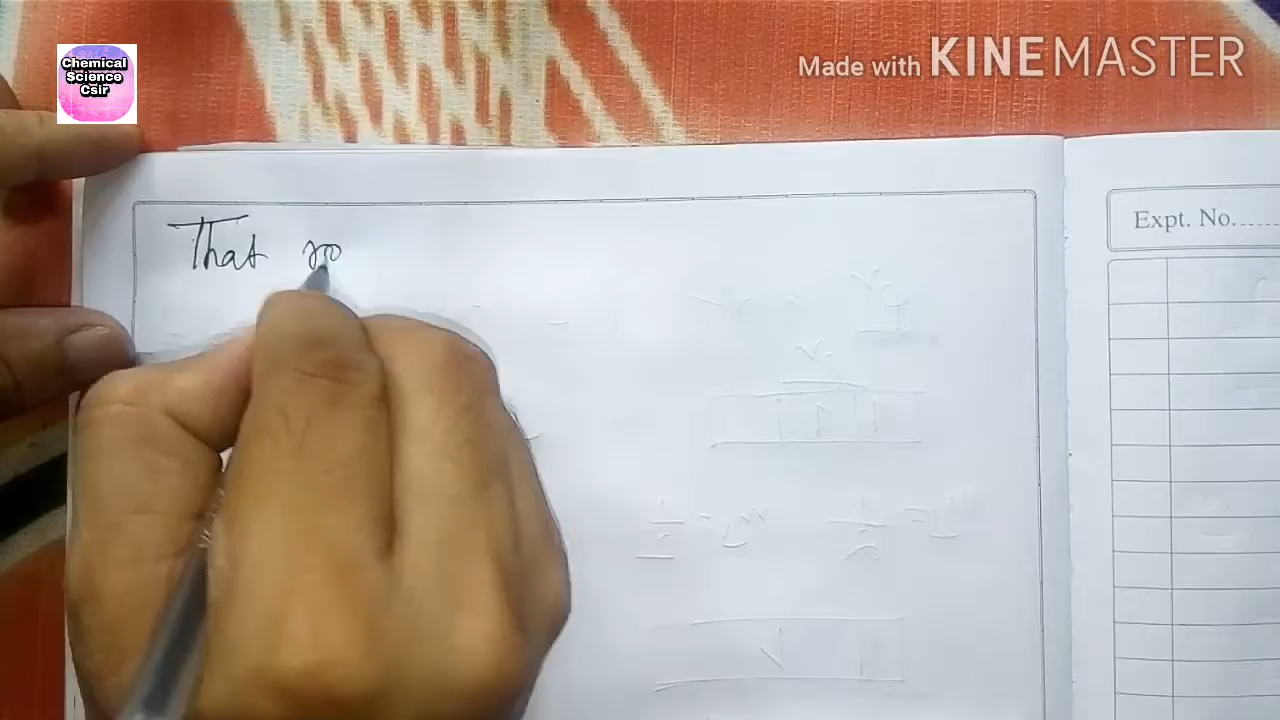 Chemical
Science
Csir
Made with KINEMASTER
Expt. No.
That